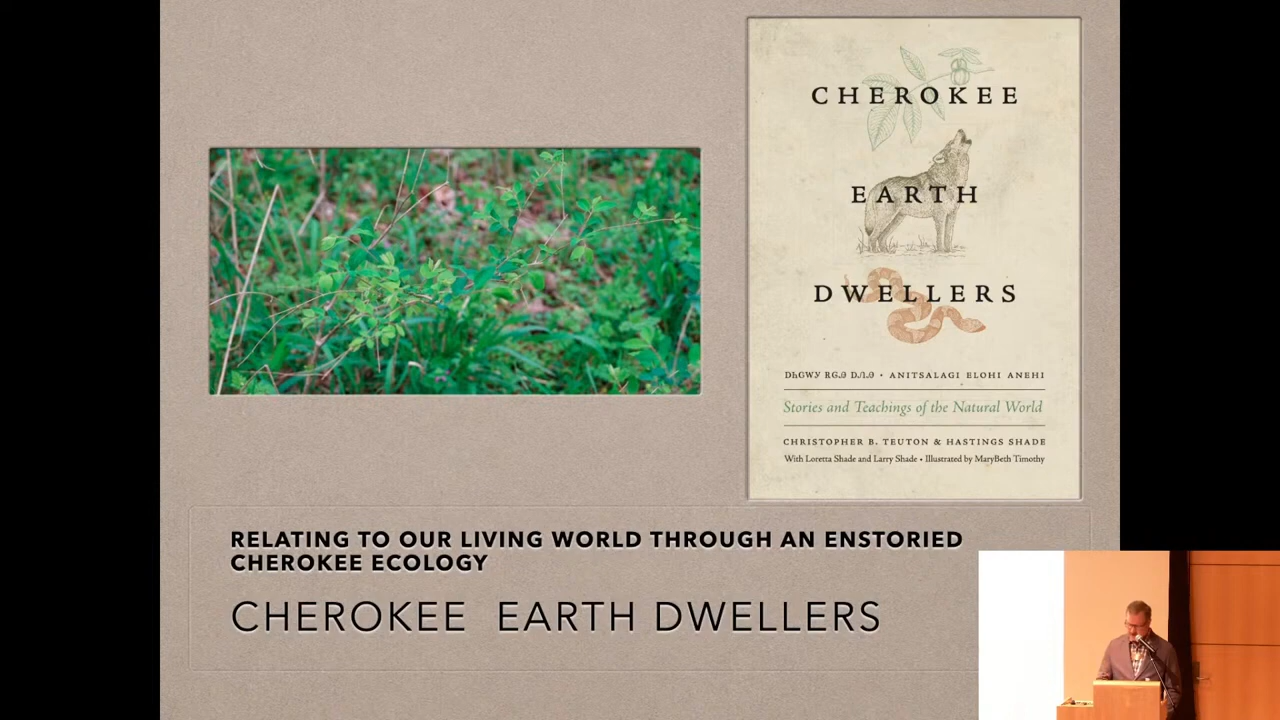 CHEROKEE
EARTH
DWELLERS
ᎠᏂᏣᎳᎩ ᎡᎶᎯ ᎠᏁᎯ • ANITSALAGI ELOHI ANEHI
Stories and Teachings of the Natural World
CHRISTOPHER B. TEUTON & HASTINGS SHADE
With Loretta Shade and Larry Shade • Illustrated by MaryBeth Timothy
RELATING TO OUR LIVING WORLD THROUGH AN ENSTORIED
CHEROKEE ECOLOGY
CHEROKEE EARTH DWELLERS